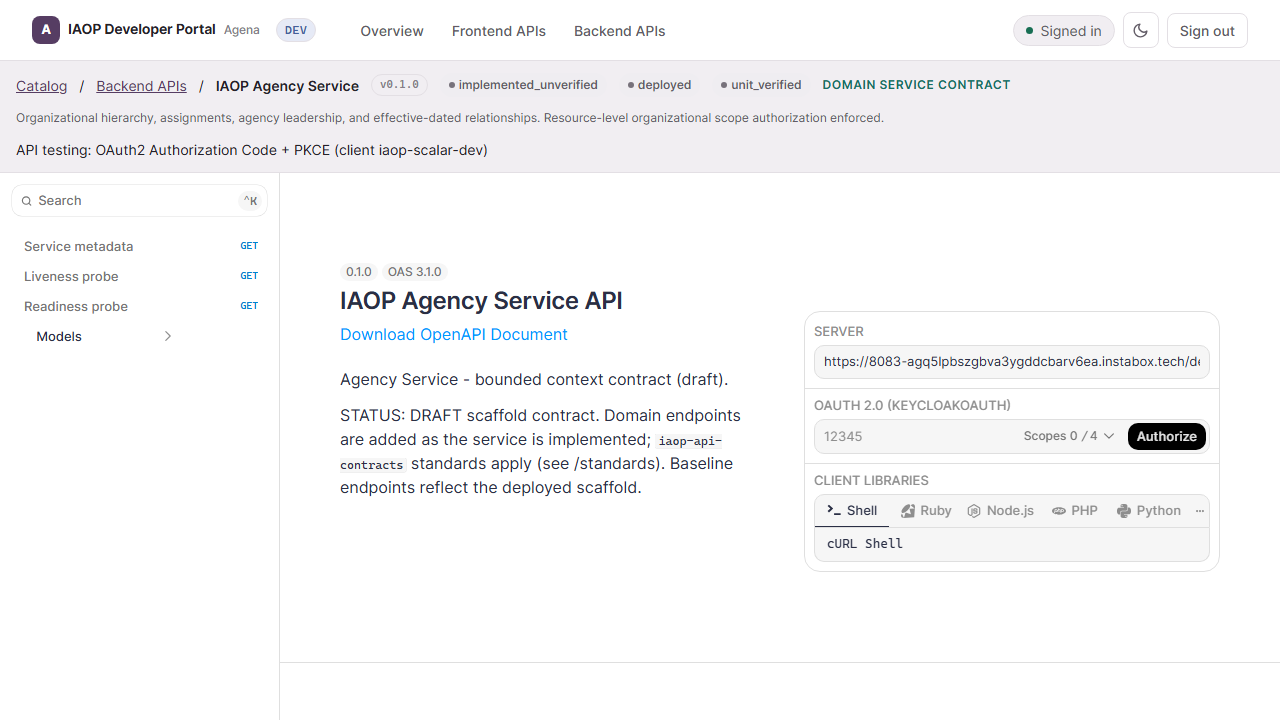 A IAOP Developer Portal Agena DEV Overview Frontend APIs Backend APIs Signed in Sign out
Catalog / Backend APIs / IAOP Agency Service v0.1.0 implemented_unverified deployed unit_verified DOMAIN SERVICE CONTRACT
Organizational hierarchy, assignments, agency leadership, and effective-dated relationships. Resource-level organizational scope authorization enforced.
API testing: OAuth2 Authorization Code + PKCE (client iaop-scalar-dev)
Search ^K
Service metadata GET
Liveness probe GET
Readiness probe GET
Models
0.1.0 OAS 3.1.0
IAOP Agency Service API
Download OpenAPI Document
Agency Service - bounded context contract (draft).
STATUS: DRAFT scaffold contract. Domain endpoints
are added as the service is implemented; iaop-api-
contracts standards apply (see /standards). Baseline
endpoints reflect the deployed scaffold.
SERVER
https://8083-agq5lpbszgbva3ygddcbarv6ea.instabox.tech/de
OAUTH 2.0 (KEYCLOAKOAUTH)
12345 Scopes 0 / 4 Authorize
CLIENT LIBRARIES
Shell Ruby Node.js PHP Python ...
cURL Shell